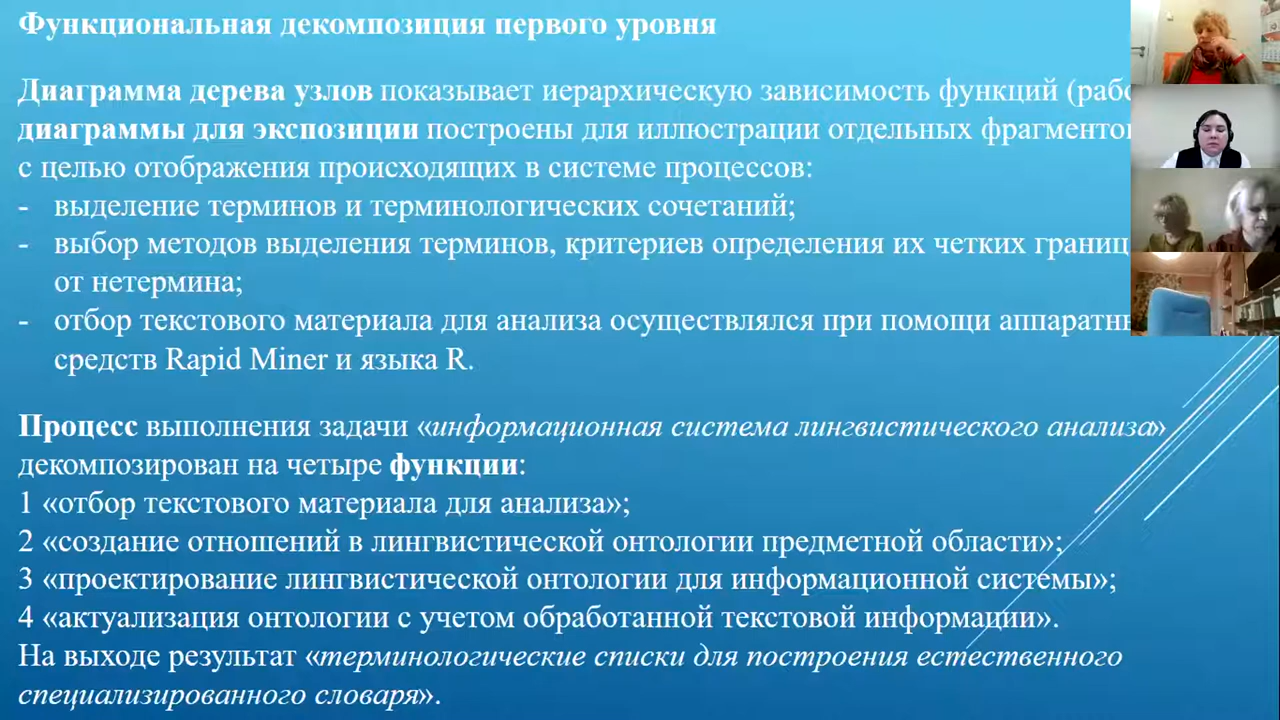 Функциональная декомпозиция первого уровня
Диаграмма дерева узлов показывает иерархическую зависимость функций
диаграммы для экспозиции построены для иллюстрации отдельных
с целью отображения происходящих в системе процессов:
- выделение терминов и терминологических сочетаний;
- выбор методов выделения терминов, критериев определения их четких границ
от нетермина;
- отбор текстового материала для анализа осуществлялся при помощи
средств Rapid Miner и языка R.
Процесс выполнения задачи «информационная система лингвистического анализа»
декомпозирован на четыре функции:
1 «отбор текстового материала для анализа»;
2 «создание отношений в лингвистической онтологии предметной области»;
3 «проектирование лингвистической онтологии для информационной системы»;
4 «актуализация онтологии с учетом обработанной текстовой информации».
На выходе результат «терминологические списки для построения естественного
специализированного словаря».